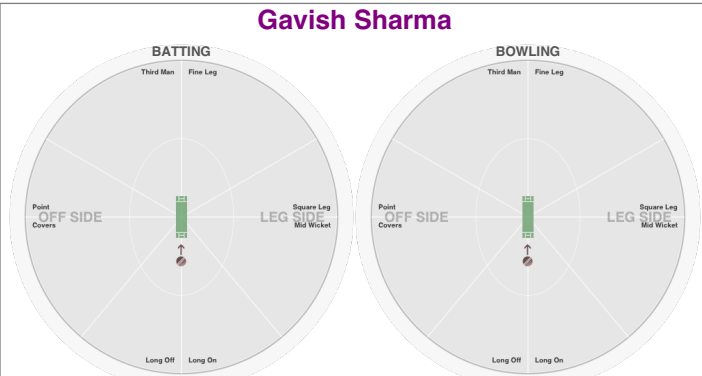 Gavish Sharma
BATTING
Third Man Fine Leg
Point
OFF SIDE
Covers
Square Leg
LEG SIDE
Mid Wicket
Long Off Long On
BOWLING
Third Man Fine Leg
Point
OFF SIDE
Covers
Square Leg
LEG SIDE
Mid Wicket
Long Off Long On